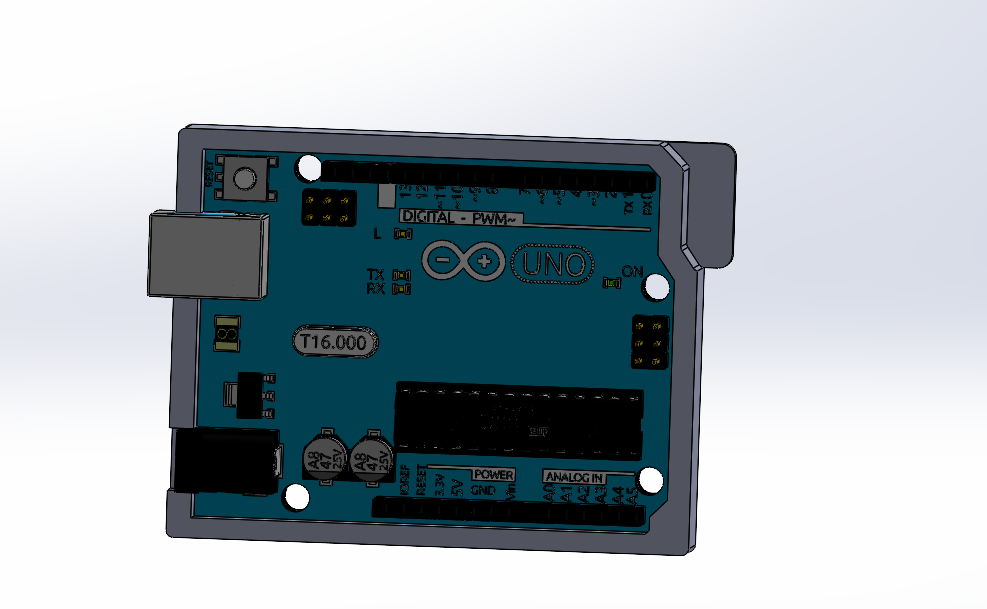 RESET
TX
DIGITAL - PWM~
L
UNO
ON
TX
RX
T16.000
A8
47
25V
A8
47
25V
IOREF
RESET
3.3V
5V
POWER
GND
Vin
ANALOG IN
A0
A1
A2
A3
A4
A5